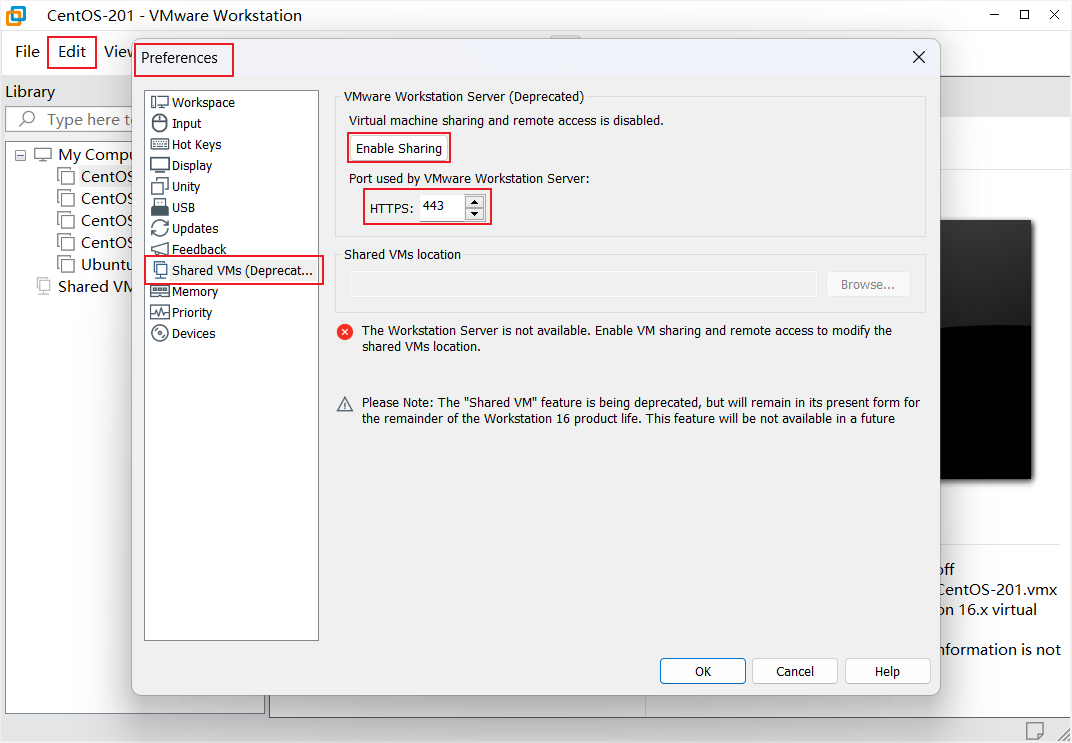 CentOS-201 - VMware Workstation
File Edit View
Preferences
Library
Type here t
My Compu
CentOS
CentOS
CentOS
CentOS
Ubuntu
Shared VM
Workspace
Input
Hot Keys
Display
Unity
USB
Updates
Feedback
Shared VMs (Deprecat...
Memory
Priority
Devices
VMware Workstation Server (Deprecated)
Virtual machine sharing and remote access is disabled.
Enable Sharing
Port used by VMware Workstation Server:
HTTPS: 443
Shared VMs location
Browse...
The Workstation Server is not available. Enable VM sharing and remote access to modify the
shared VMs location.
Please Note: The "Shared VM" feature is being deprecated, but will remain in its present form for
the remainder of the Workstation 16 product life. This feature will be not available in a future
OK Cancel Help
off
CentOS-201.vmx
on 16.x virtual
nformation is not